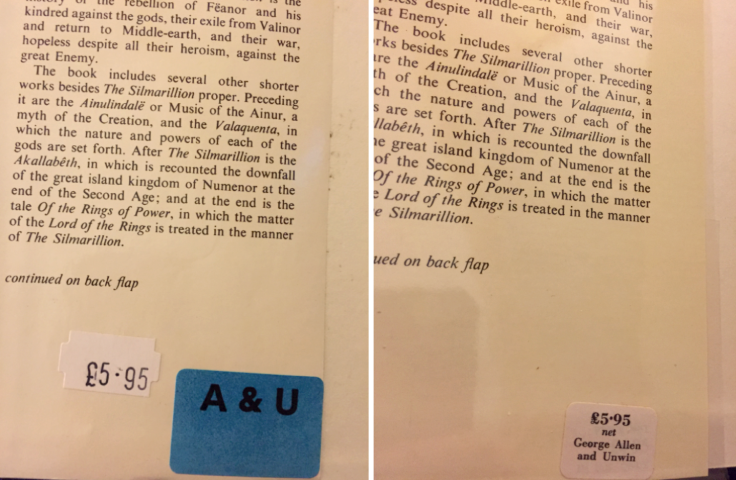 history of the rebellion of Fëanor and his
kindred against the gods, their exile from Valinor
and return to Middle-earth, and their war,
hopeless despite all their heroism, against the
great Enemy.
The book includes several other shorter
works besides The Silmarillion proper. Preceding
it are the Ainulindalë or Music of the Ainur, a
myth of the Creation, and the Valaquenta, in
which the nature and powers of each of the
gods are set forth. After The Silmarillion is the
Akallabêth, in which is recounted the downfall
of the great island kingdom of Numenor at the
end of the Second Age; and at the end is the
tale Of the Rings of Power, in which the matter
of the Lord of the Rings is treated in the manner
of The Silmarillion.
continued on back flap
£5·95
A & U
exile from Valinor
ddle-earth, and their war,
peless despite all their heroism, against the
eat Enemy.
The book includes several other shorter
rks besides The Silmarillion proper. Preceding
re the Ainulindalë or Music of the Ainur, a
th of the Creation, and the Valaquenta, in
ch the nature and powers of each of the
s are set forth. After The Silmarillion is the
llabêth, in which is recounted the downfall
e great island kingdom of Numenor at the
of the Second Age; and at the end is the
Of the Rings of Power, in which the matter
e Lord of the Rings is treated in the manner
e Silmarillion.
ued on back flap
£5·95
net
George Allen
and Unwin